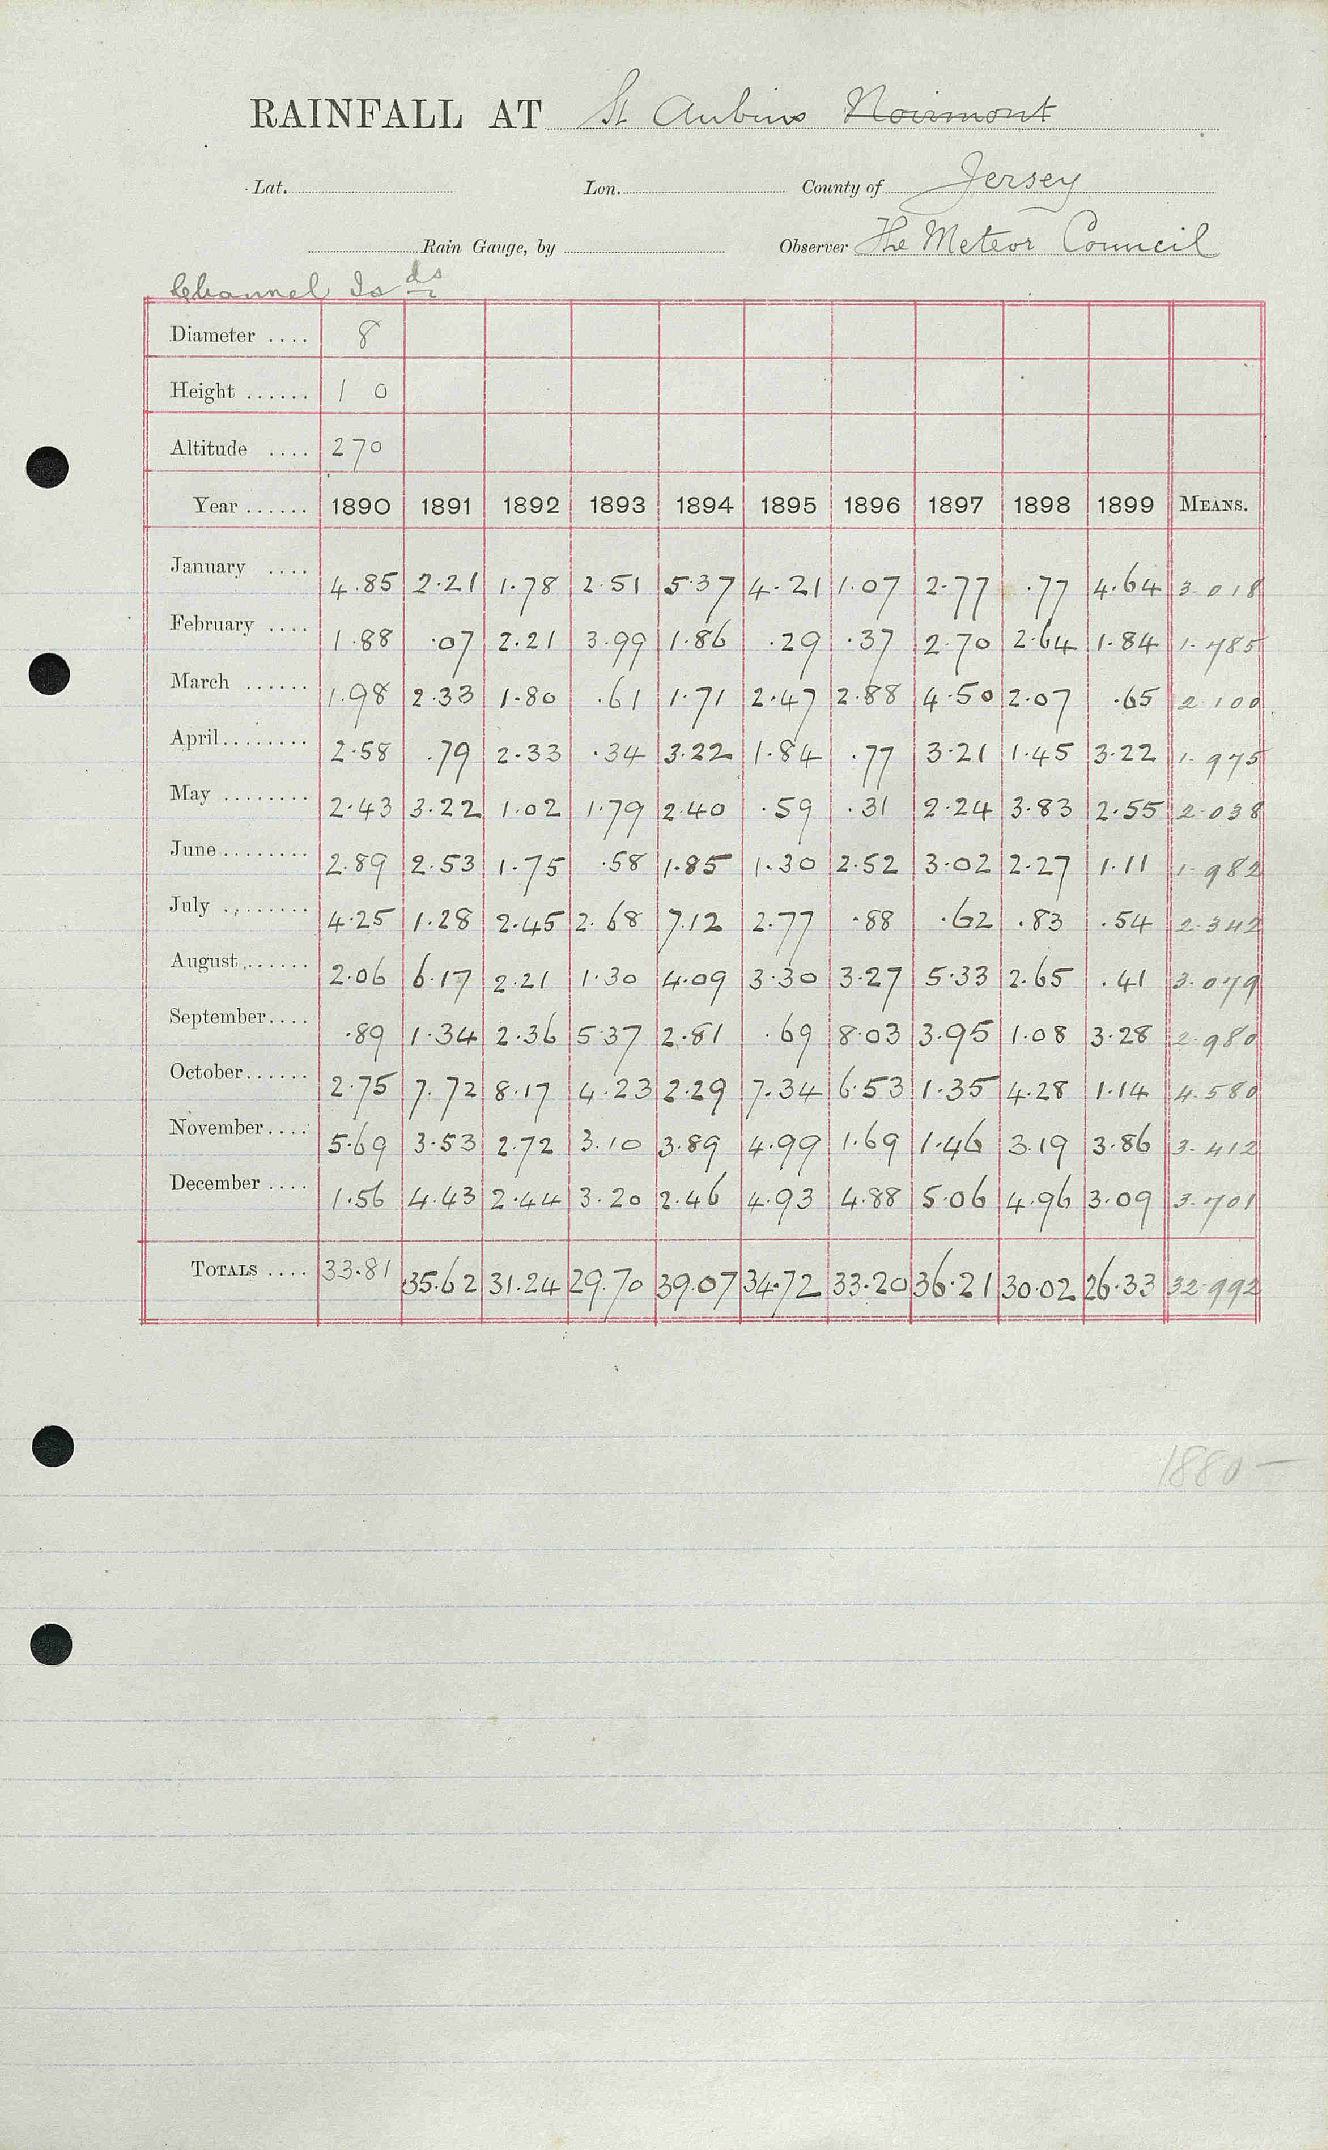 RAINFALL AT St Aubins Noirmont
Lat. Lon. County of Jersey
Rain Gauge, by Observer The Meteor Council
Channel Isds
Diameter .... 8
Height ...... 1 0
Altitude .... 270
Year ...... 1890 1891 1892 1893 1894 1895 1896 1897 1898 1899 MEANS.
January .... 4.85 2.21 1.78 2.51 5.37 4.21 1.07 2.77 .77 4.64 3.018
February .... 1.88 .07 2.21 3.99 1.86 .29 .37 2.70 2.64 1.84 1.785
March ...... 1.98 2.33 1.80 .61 1.71 2.47 2.88 4.50 2.07 .65 2.100
April........ 2.58 .79 2.33 .34 3.22 1.84 .77 3.21 1.45 3.22 1.975
May ........ 2.43 3.22 1.02 1.79 2.40 .59 .31 2.24 3.83 2.55 2.038
June........ 2.89 2.53 1.75 .58 1.85 1.30 2.52 3.02 2.27 1.11 1.982
July ........ 4.25 1.28 2.45 2.68 7.12 2.77 .88 .62 .83 .54 2.342
August....... 2.06 6.17 2.21 1.30 4.09 3.30 3.27 5.33 2.65 .41 3.079
September.... .89 1.34 2.36 5.37 2.81 .69 8.03 3.95 1.08 3.28 2.980
October...... 2.75 7.72 8.17 4.23 2.29 7.34 6.53 1.35 4.28 1.14 4.580
November.... 5.69 3.53 2.72 3.10 3.89 4.99 1.69 1.46 3.19 3.86 3.412
December .... 1.56 4.43 2.44 3.20 2.46 4.93 4.88 5.06 4.96 3.09 3.701
TOTALS .... 33.81 35.62 31.24 29.70 39.07 34.72 33.20 36.21 30.02 26.33 32.992
1880-